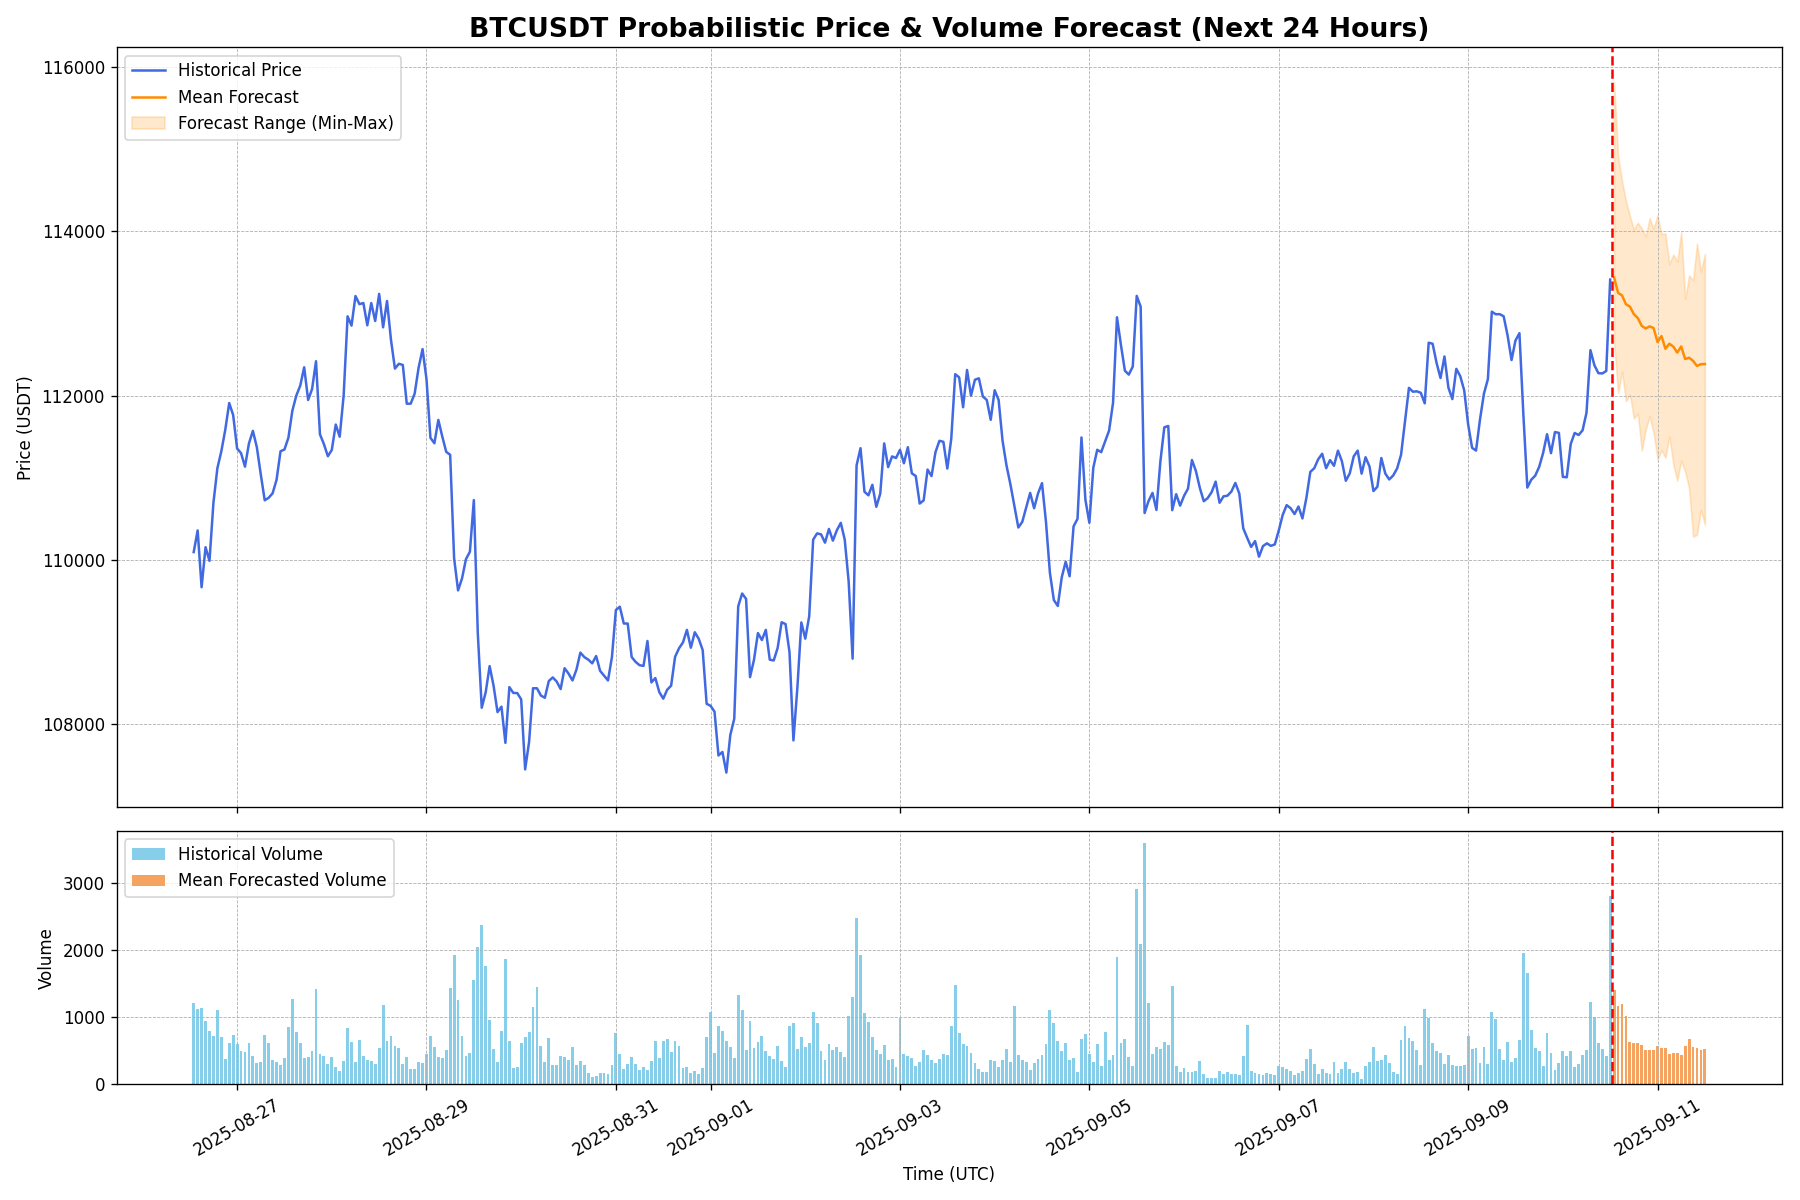 BTCUSDT Probabilistic Price & Volume Forecast (Next 24 Hours)
Historical Price
Mean Forecast
Forecast Range (Min-Max)
Price (USDT)
116000
114000
112000
110000
108000
Historical Volume
Mean Forecasted Volume
Volume
3000
2000
1000
0
2025-08-27
2025-08-29
2025-08-31
2025-09-01
2025-09-03
2025-09-05
2025-09-07
2025-09-09
2025-09-11
Time (UTC)